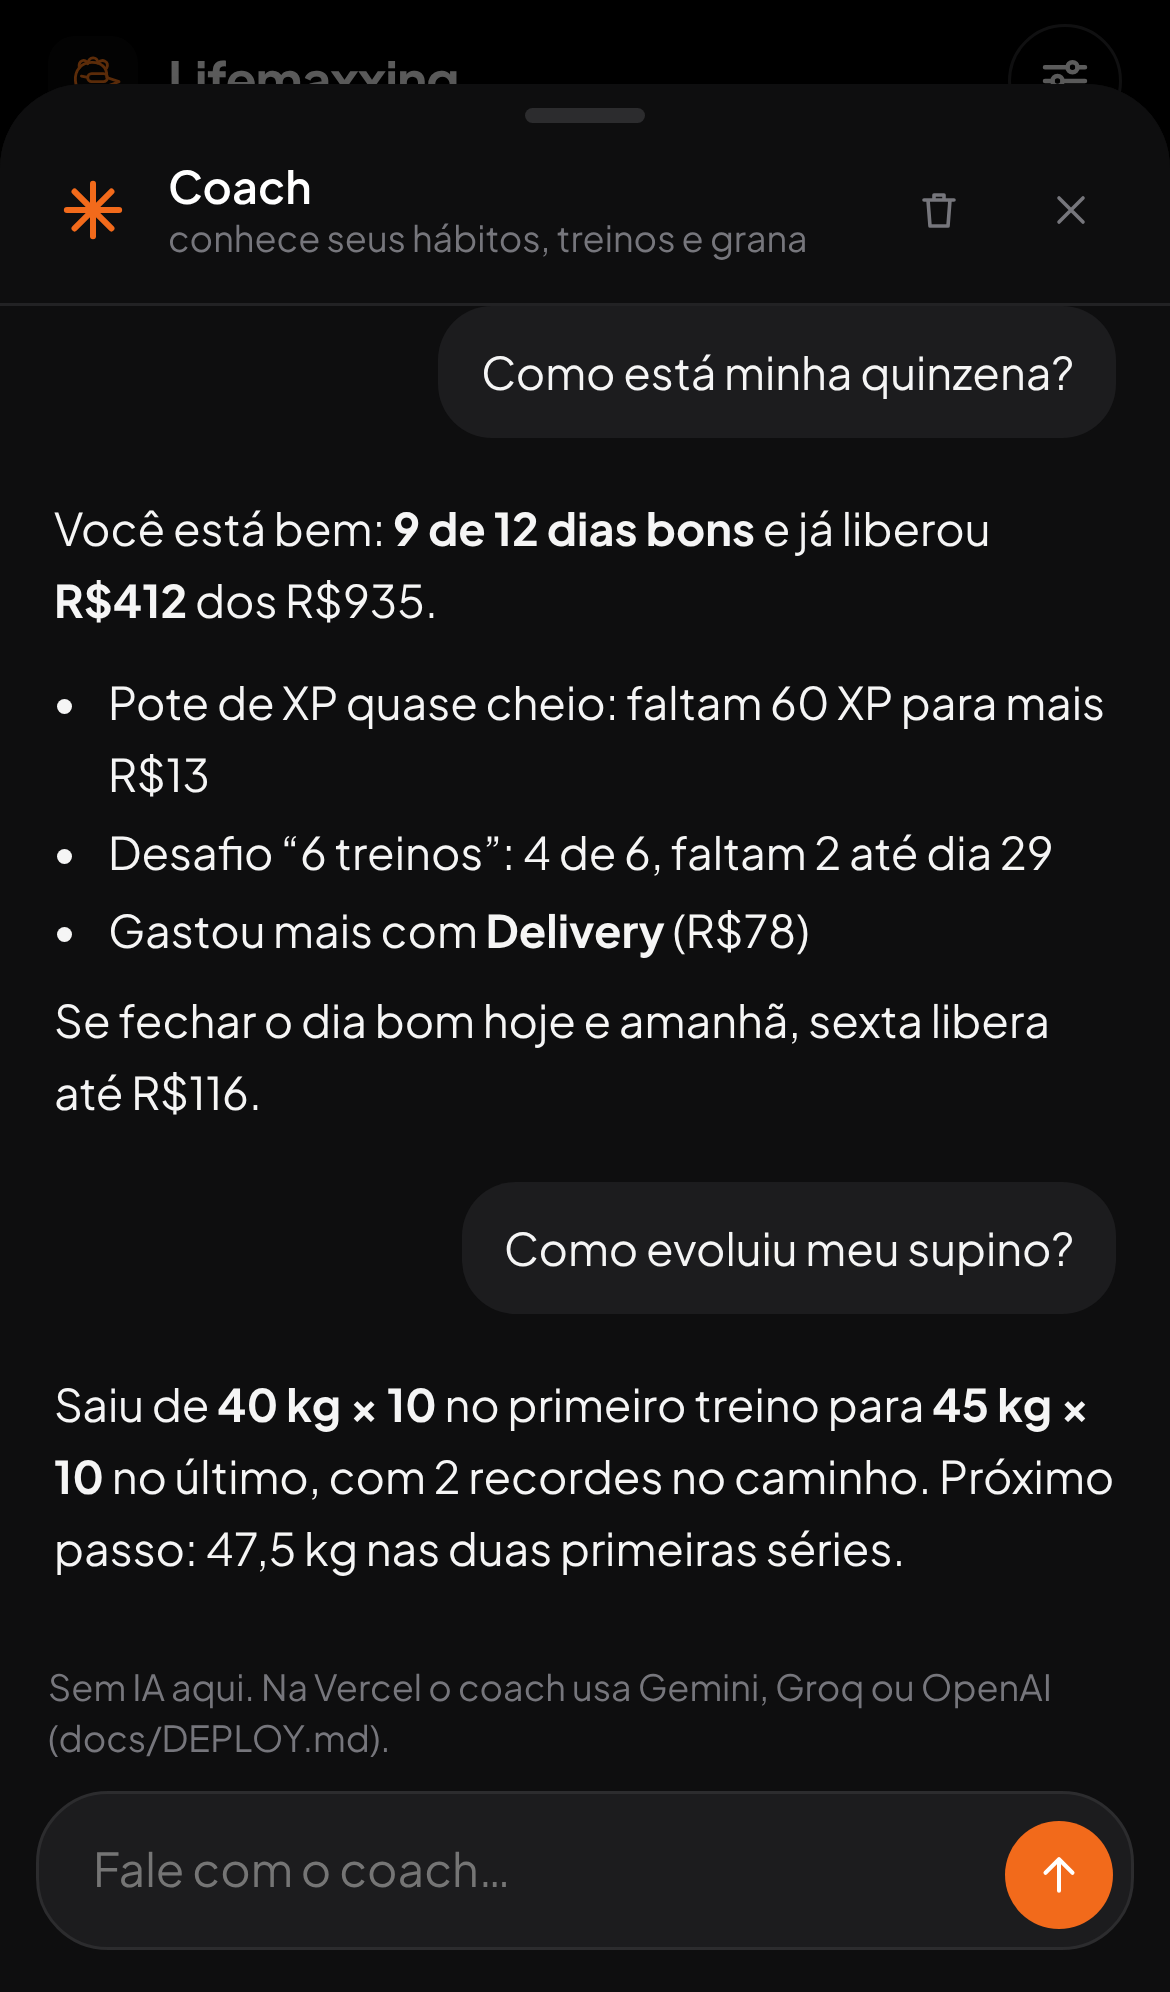 Lifemaxxing
Coach
conhece seus hábitos, treinos e grana
Como está minha quinzena?
Você está bem: 9 de 12 dias bons e já liberou
R$412 dos R$935.
• Pote de XP quase cheio: faltam 60 XP para mais
R$13
• Desafio “6 treinos”: 4 de 6, faltam 2 até dia 29
• Gastou mais com Delivery (R$78)
Se fechar o dia bom hoje e amanhã, sexta libera
até R$116.
Como evoluiu meu supino?
Saiu de 40 kg × 10 no primeiro treino para 45 kg ×
10 no último, com 2 recordes no caminho. Próximo
passo: 47,5 kg nas duas primeiras séries.
Sem IA aqui. Na Vercel o coach usa Gemini, Groq ou OpenAI
(docs/DEPLOY.md).
Fale com o coach...